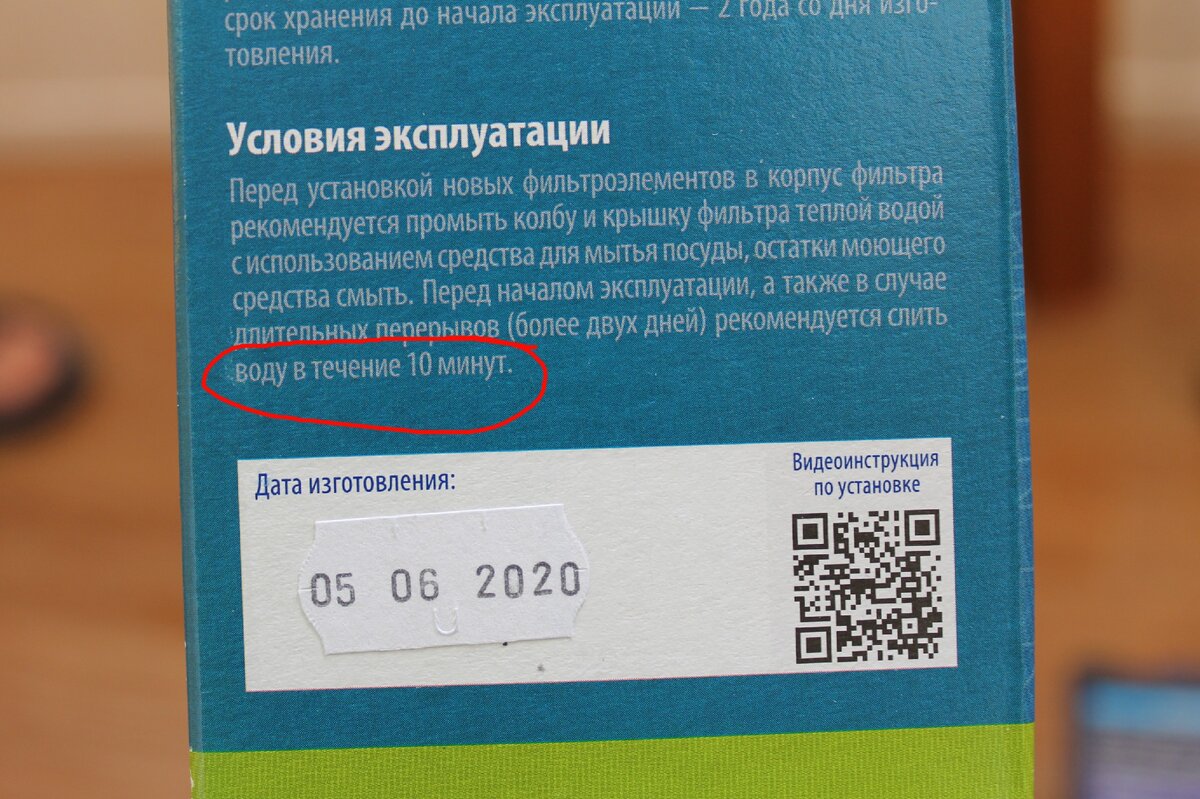 срок хранения до начала эксплуатации — 2 года со дня изго-
товления.
Условия эксплуатации
Перед установкой новых фильтроэлементов в корпус фильтра
рекомендуется промыть колбу и крышку фильтра теплой водой
с использованием средства для мытья посуды, остатки моющего
средства смыть. Перед началом эксплуатации, а также в случае
длительных перерывов (более двух дней) рекомендуется слить
воду в течение 10 минут.
Дата изготовления:
05 06 2020
Видеоинструкция
по установке